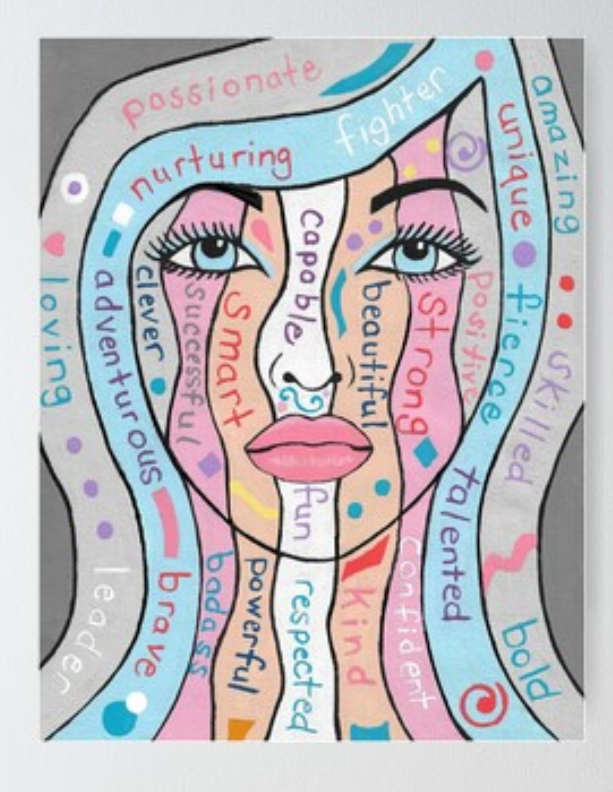 passionate
fighter
nurturing
amazing
unique
capable
loving
adventurous
clever
successful
smart
beautiful
strong
positive
fierce
skilled
talented
fun
leader
brave
badass
powerful
respected
kind
confident
bold